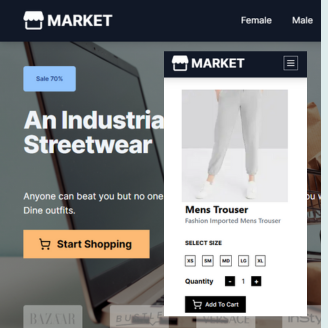 MARKET
Female Male
Sale 70%
An Industria
Streetwear
Anyone can beat you but no one
Dine outfits.
Start Shopping
BAZAAR
MARKET
Mens Trouser
Fashion Imported Mens Trouser
SELECT SIZE
XS SM MD LG XL
Quantity - 1 +
Add To Cart